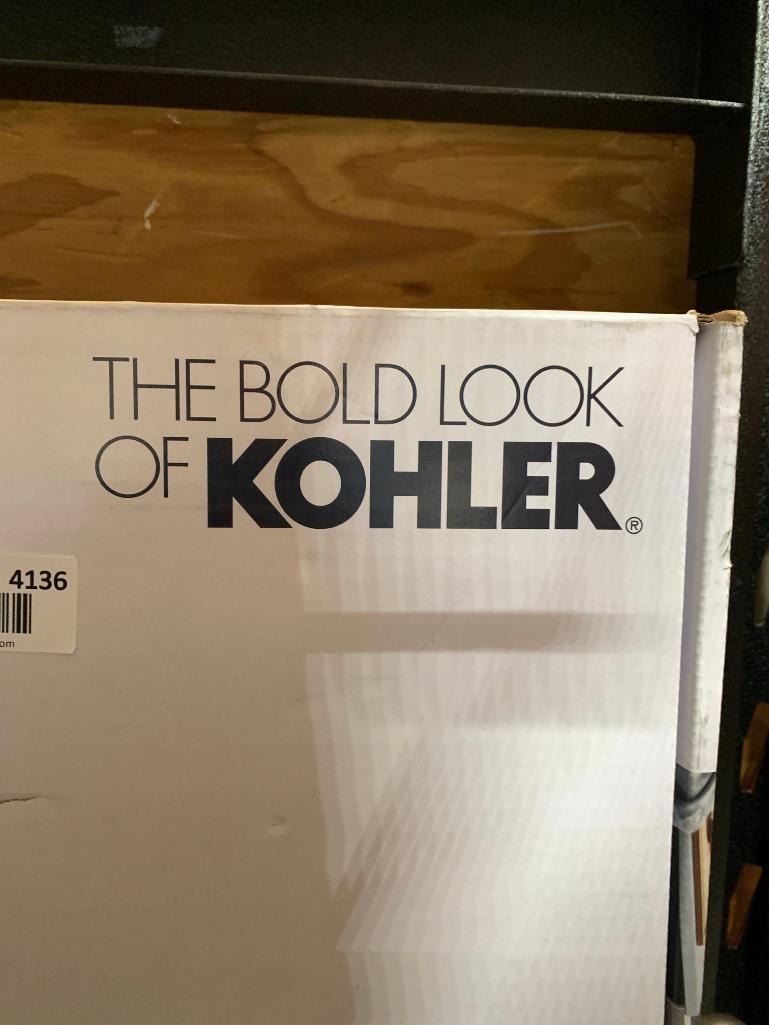 THE BOLD LOOK
OF KOHLER®
4136
om